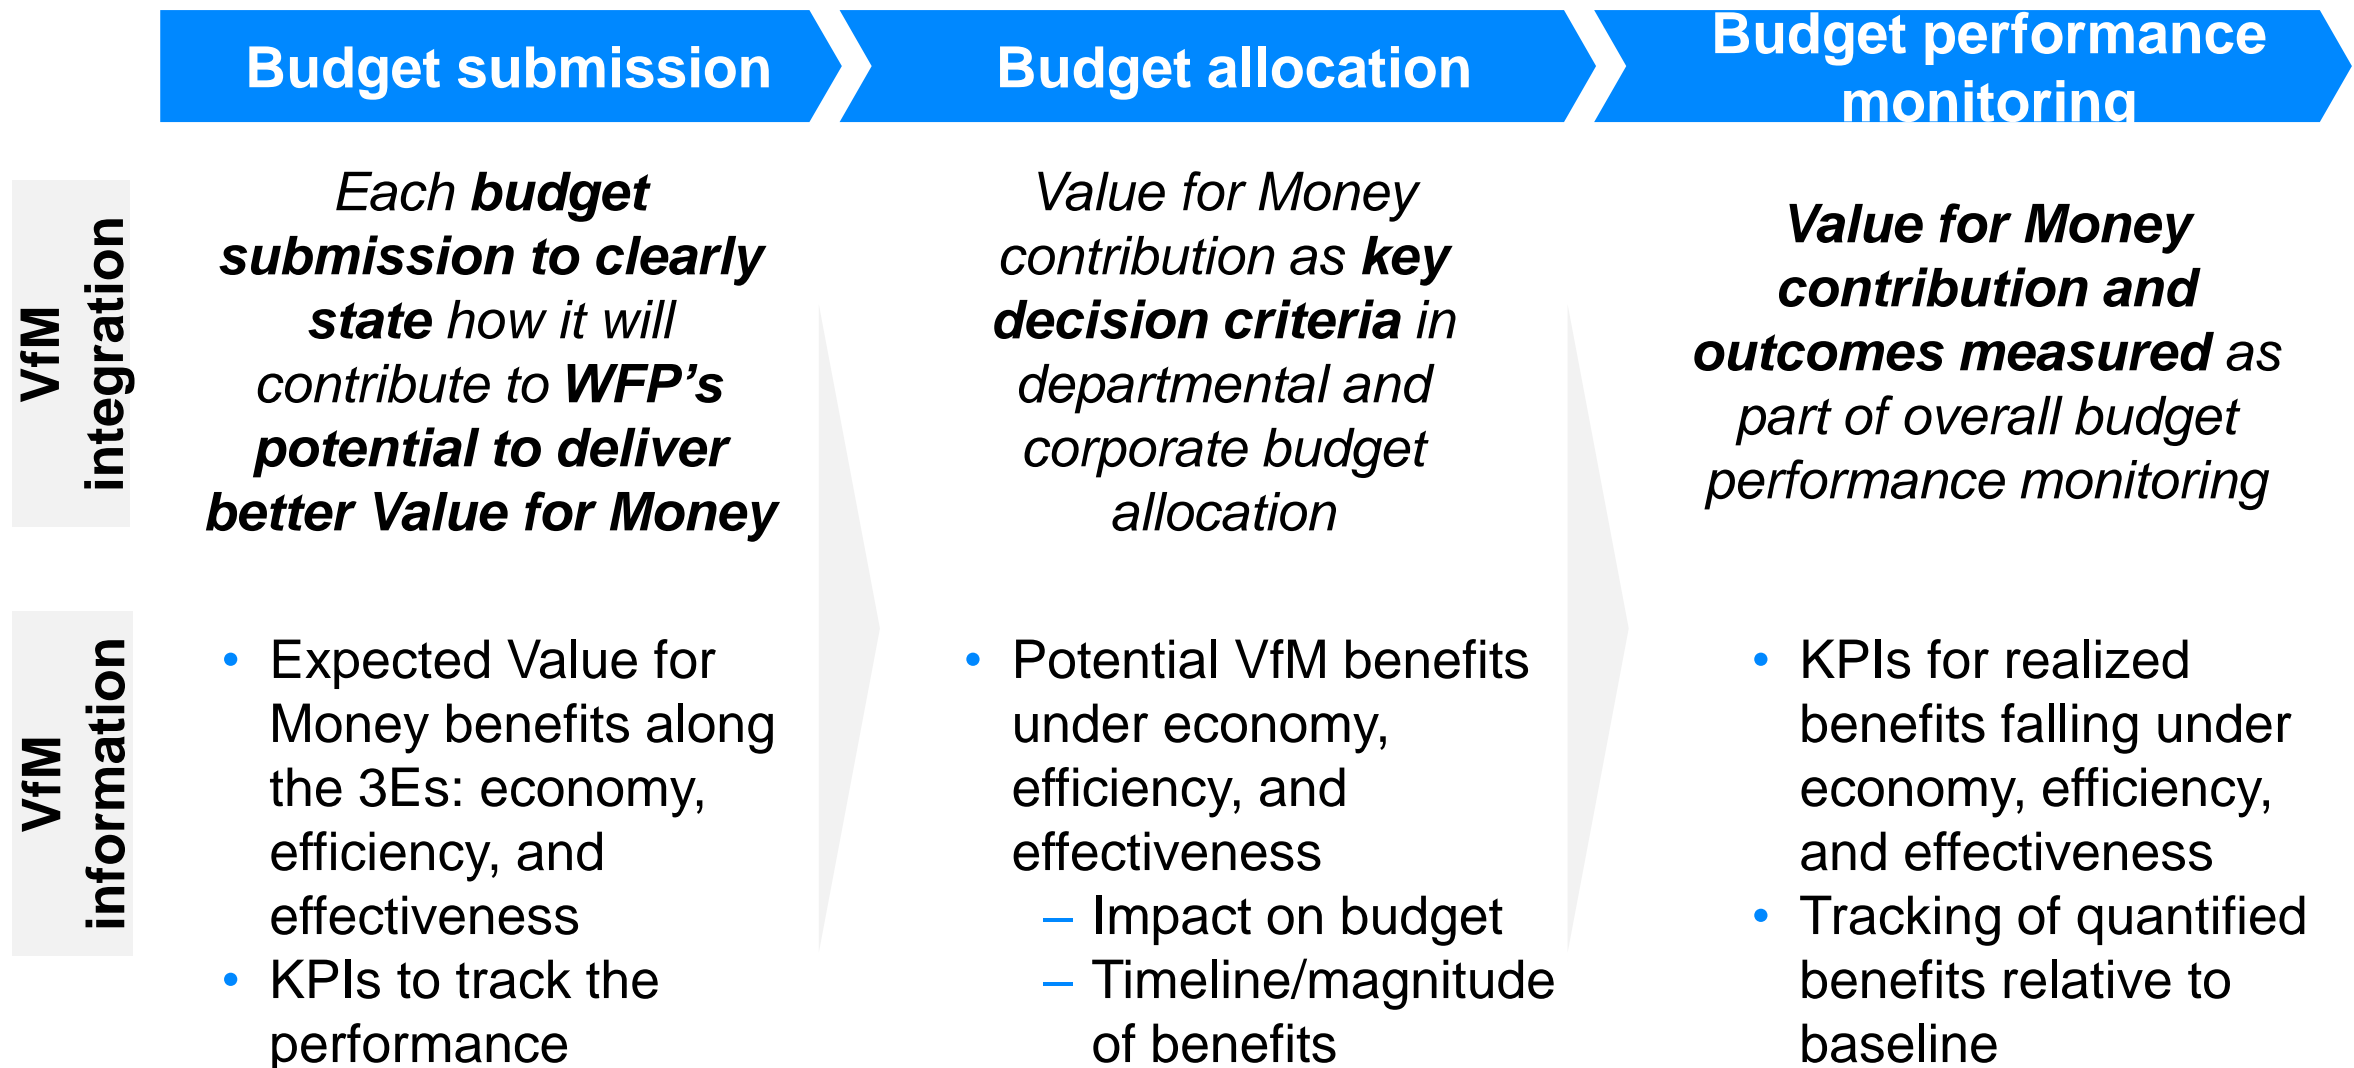 Budget submission
Budget allocation
Budget performance
monitoring
VfM
integration
Each budget
submission to clearly
state how it will
contribute to WFP’s
potential to deliver
better Value for Money
Value for Money
contribution as key
decision criteria in
departmental and
corporate budget
allocation
Value for Money
contribution and
outcomes measured as
part of overall budget
performance monitoring
VfM
information
• Expected Value for
Money benefits along
the 3Es: economy,
efficiency, and
effectiveness
• KPIs to track the
performance
• Potential VfM benefits
under economy,
efficiency, and
effectiveness
– Impact on budget
– Timeline/magnitude
of benefits
• KPIs for realized
benefits falling under
economy, efficiency,
and effectiveness
• Tracking of quantified
benefits relative to
baseline